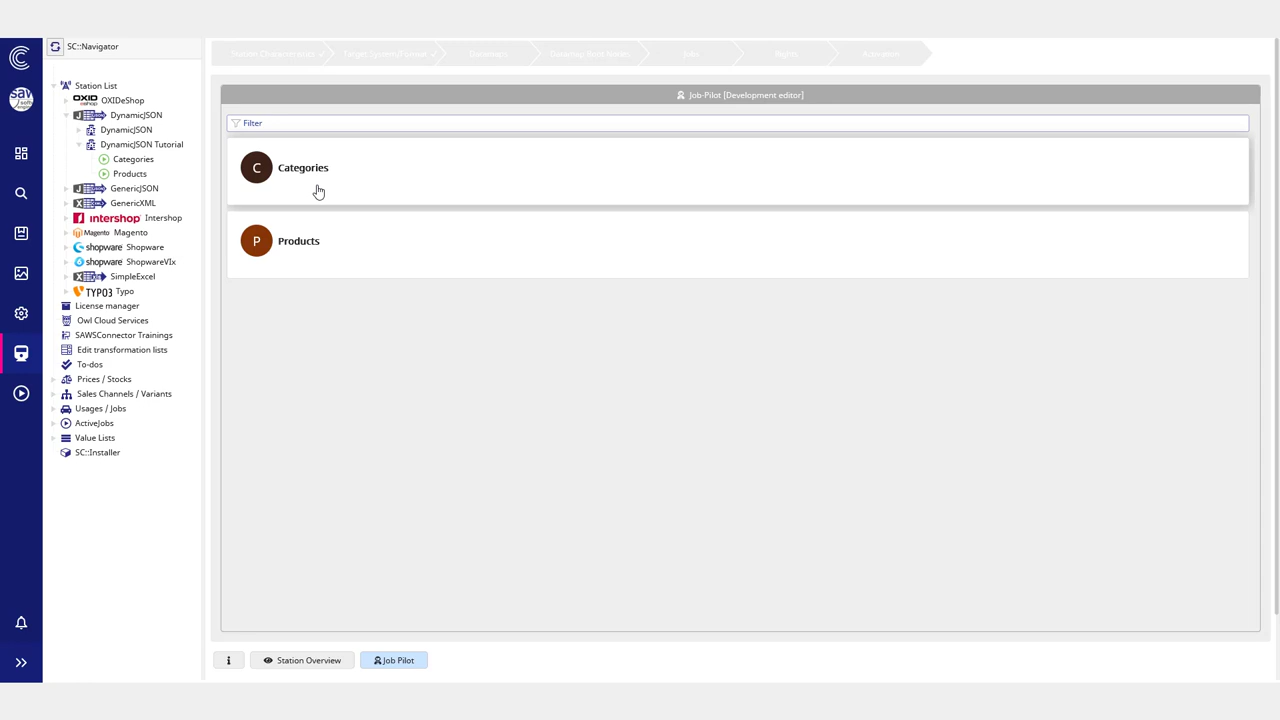 SC::Navigator
Station List
OXID eshop OXIDeShop
DynamicJSON
DynamicJSON
DynamicJSON Tutorial
Categories
Products
GenericJSON
GenericXML
intershop Intershop
Magento Magento
shopware Shopware
shopware ShopwareVIx
SimpleExcel
TYPO3 Typo
License manager
Owl Cloud Services
SAWSConnector Trainings
Edit transformation lists
To-dos
Prices / Stocks
Sales Channels / Variants
Usages / Jobs
ActiveJobs
Value Lists
SC::Installer
Job-Pilot [Development editor]
Filter
C Categories
P Products
Station Overview
Job Pilot